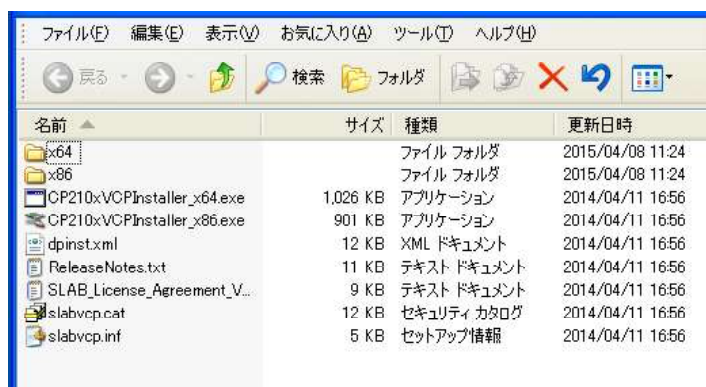 ファイル(F) 編集(E) 表示(V) お気に入り(A) ツール(T) ヘルプ(H)
戻る 検索 フォルダ
名前 サイズ 種類 更新日時
x64 ファイル フォルダ 2015/04/08 11:24
x86 ファイル フォルダ 2015/04/08 11:24
CP210xVCPInstaller_x64.exe 1,026 KB アプリケーション 2014/04/11 16:56
CP210xVCPInstaller_x86.exe 901 KB アプリケーション 2014/04/11 16:56
dpinst.xml 12 KB XML ドキュメント 2014/04/11 16:56
ReleaseNotes.txt 11 KB テキスト ドキュメント 2014/04/11 16:56
SLAB_License_Agreement_V... 9 KB テキスト ドキュメント 2014/04/11 16:56
slabvcp.cat 12 KB セキュリティ カタログ 2014/04/11 16:56
slabvcp.inf 5 KB セットアップ情報 2014/04/11 16:56